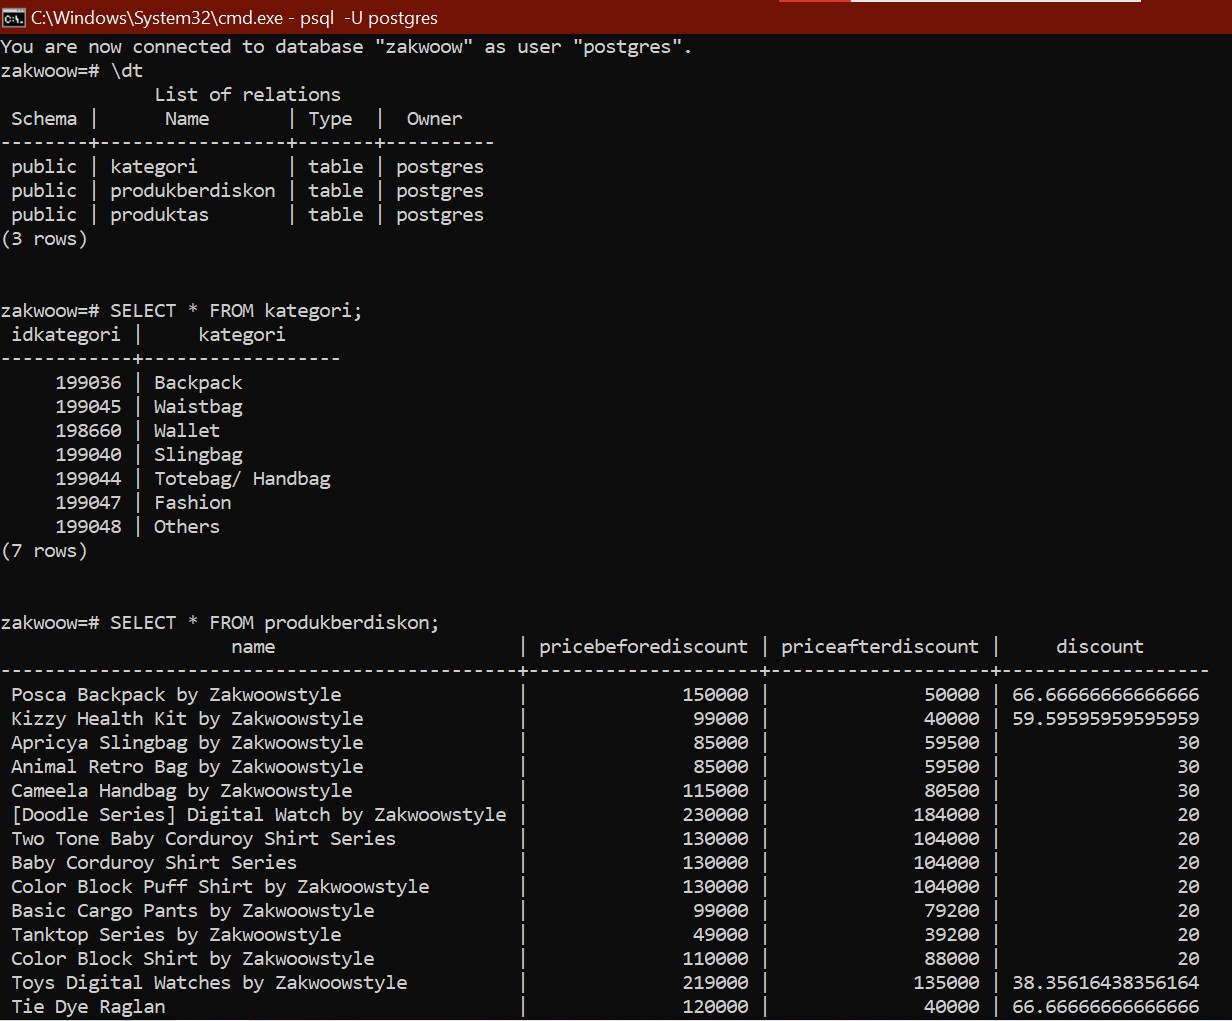 C:\Windows\System32\cmd.exe - psql  -U postgres
You are now connected to database "zakwoow" as user "postgres".
zakwoow=# \dt
              List of relations
 Schema |      Name       | Type  |  Owner
--------+-----------------+-------+----------
 public | kategori        | table | postgres
 public | produkberdiskon | table | postgres
 public | produktas       | table | postgres
(3 rows)
zakwoow=# SELECT * FROM kategori;
 idkategori |     kategori
------------+------------------
     199036 | Backpack
     199045 | Waistbag
     198660 | Wallet
     199040 | Slingbag
     199044 | Totebag/ Handbag
     199047 | Fashion
     199048 | Others
(7 rows)
zakwoow=# SELECT * FROM produkberdiskon;
                     name                      | pricebeforediscount | priceafterdiscount |     discount
-----------------------------------------------+---------------------+--------------------+-------------------
 Posca Backpack by Zakwoowstyle                |              150000 |              50000 | 66.66666666666666
 Kizzy Health Kit by Zakwoowstyle              |               99000 |              40000 | 59.59595959595959
 Apricya Slingbag by Zakwoowstyle              |               85000 |              59500 |                30
 Animal Retro Bag by Zakwoowstyle              |               85000 |              59500 |                30
 Cameela Handbag by Zakwoowstyle               |              115000 |              80500 |                30
 [Doodle Series] Digital Watch by Zakwoowstyle |              230000 |             184000 |                20
 Two Tone Baby Corduroy Shirt Series           |              130000 |             104000 |                20
 Baby Corduroy Shirt Series                    |              130000 |             104000 |                20
 Color Block Puff Shirt by Zakwoowstyle        |              130000 |             104000 |                20
 Basic Cargo Pants by Zakwoowstyle             |               99000 |              79200 |                20
 Tanktop Series by Zakwoowstyle                |               49000 |              39200 |                20
 Color Block Shirt by Zakwoowstyle             |              110000 |              88000 |                20
 Toys Digital Watches by Zakwoowstyle          |              219000 |             135000 | 38.35616438356164
 Tie Dye Raglan                                |              120000 |              40000 | 66.66666666666666